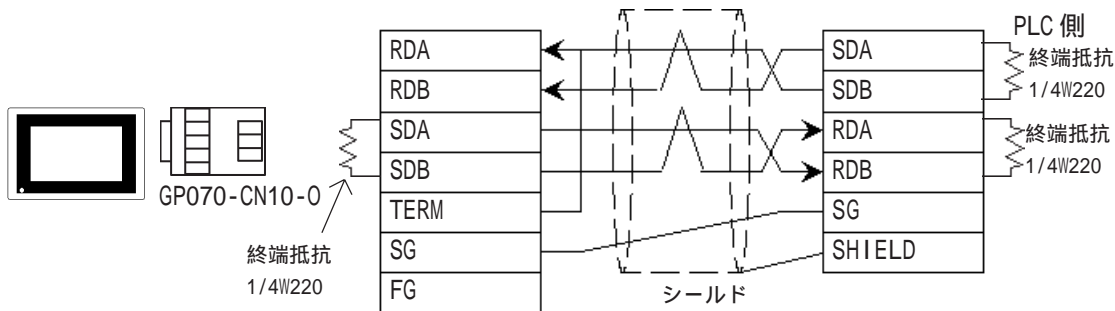 PLC 側
RDA
RDB
SDA
SDB
TERM
SG
FG
SDA
SDB
RDA
RDB
SG
SHIELD
終端抵抗
1/4W220
終端抵抗
1/4W220
GP070-CN10-O
終端抵抗
1/4W220
シールド